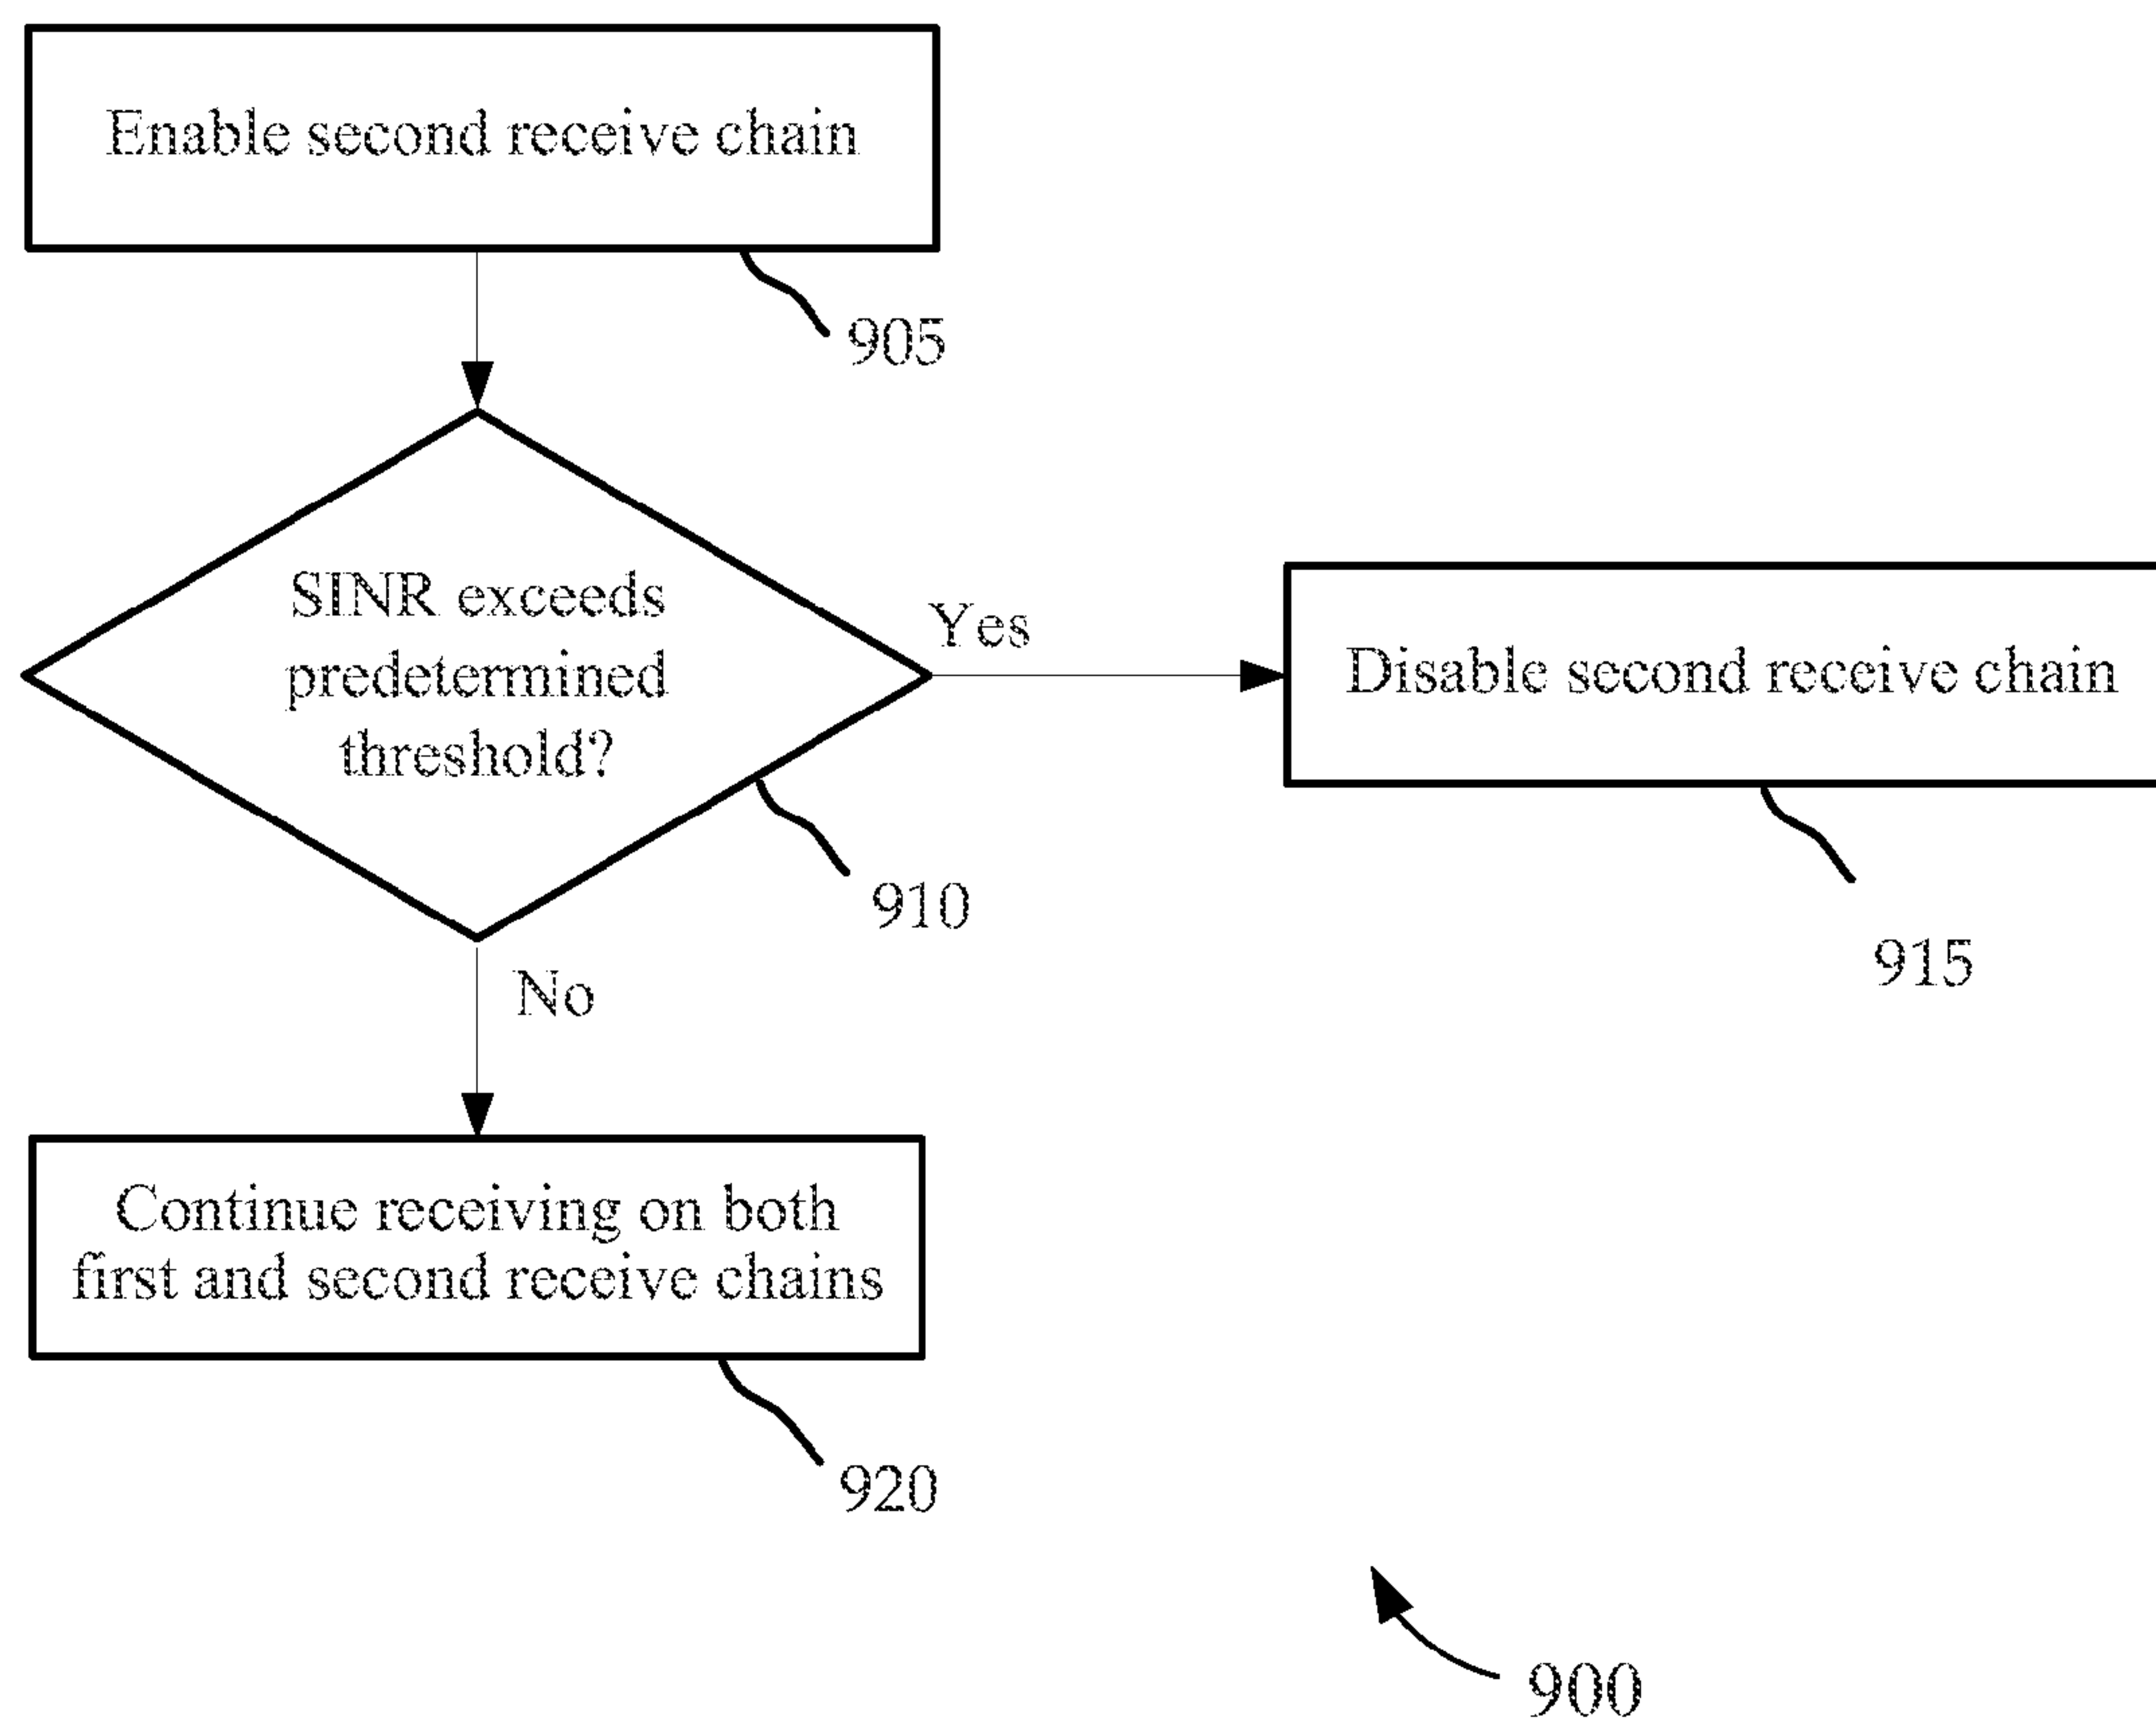 Enable second receive chain
905
SINR exceeds
predetermined
threshold?
Yes
Disable second receive chain
910
915
No
Continue receiving on both
first and second receive chains
920
900